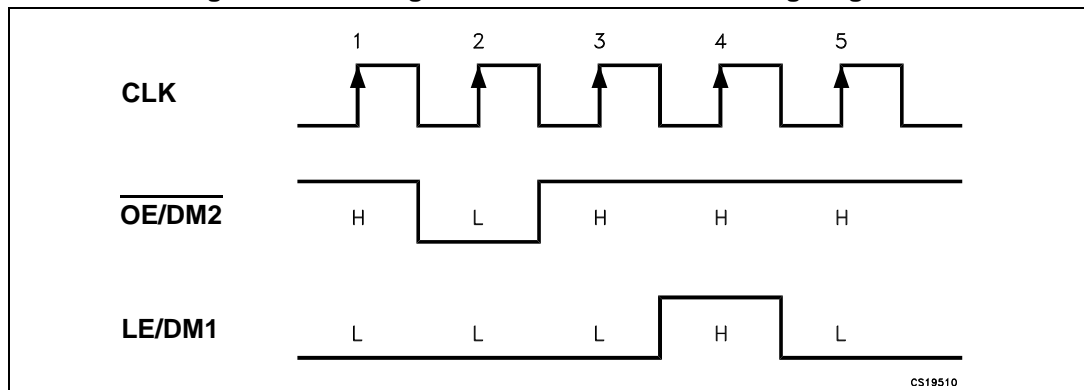 1 2 3 4 5
CLK
OE/DM2
H L H H H
LE/DM1
L L L H L
CS19510